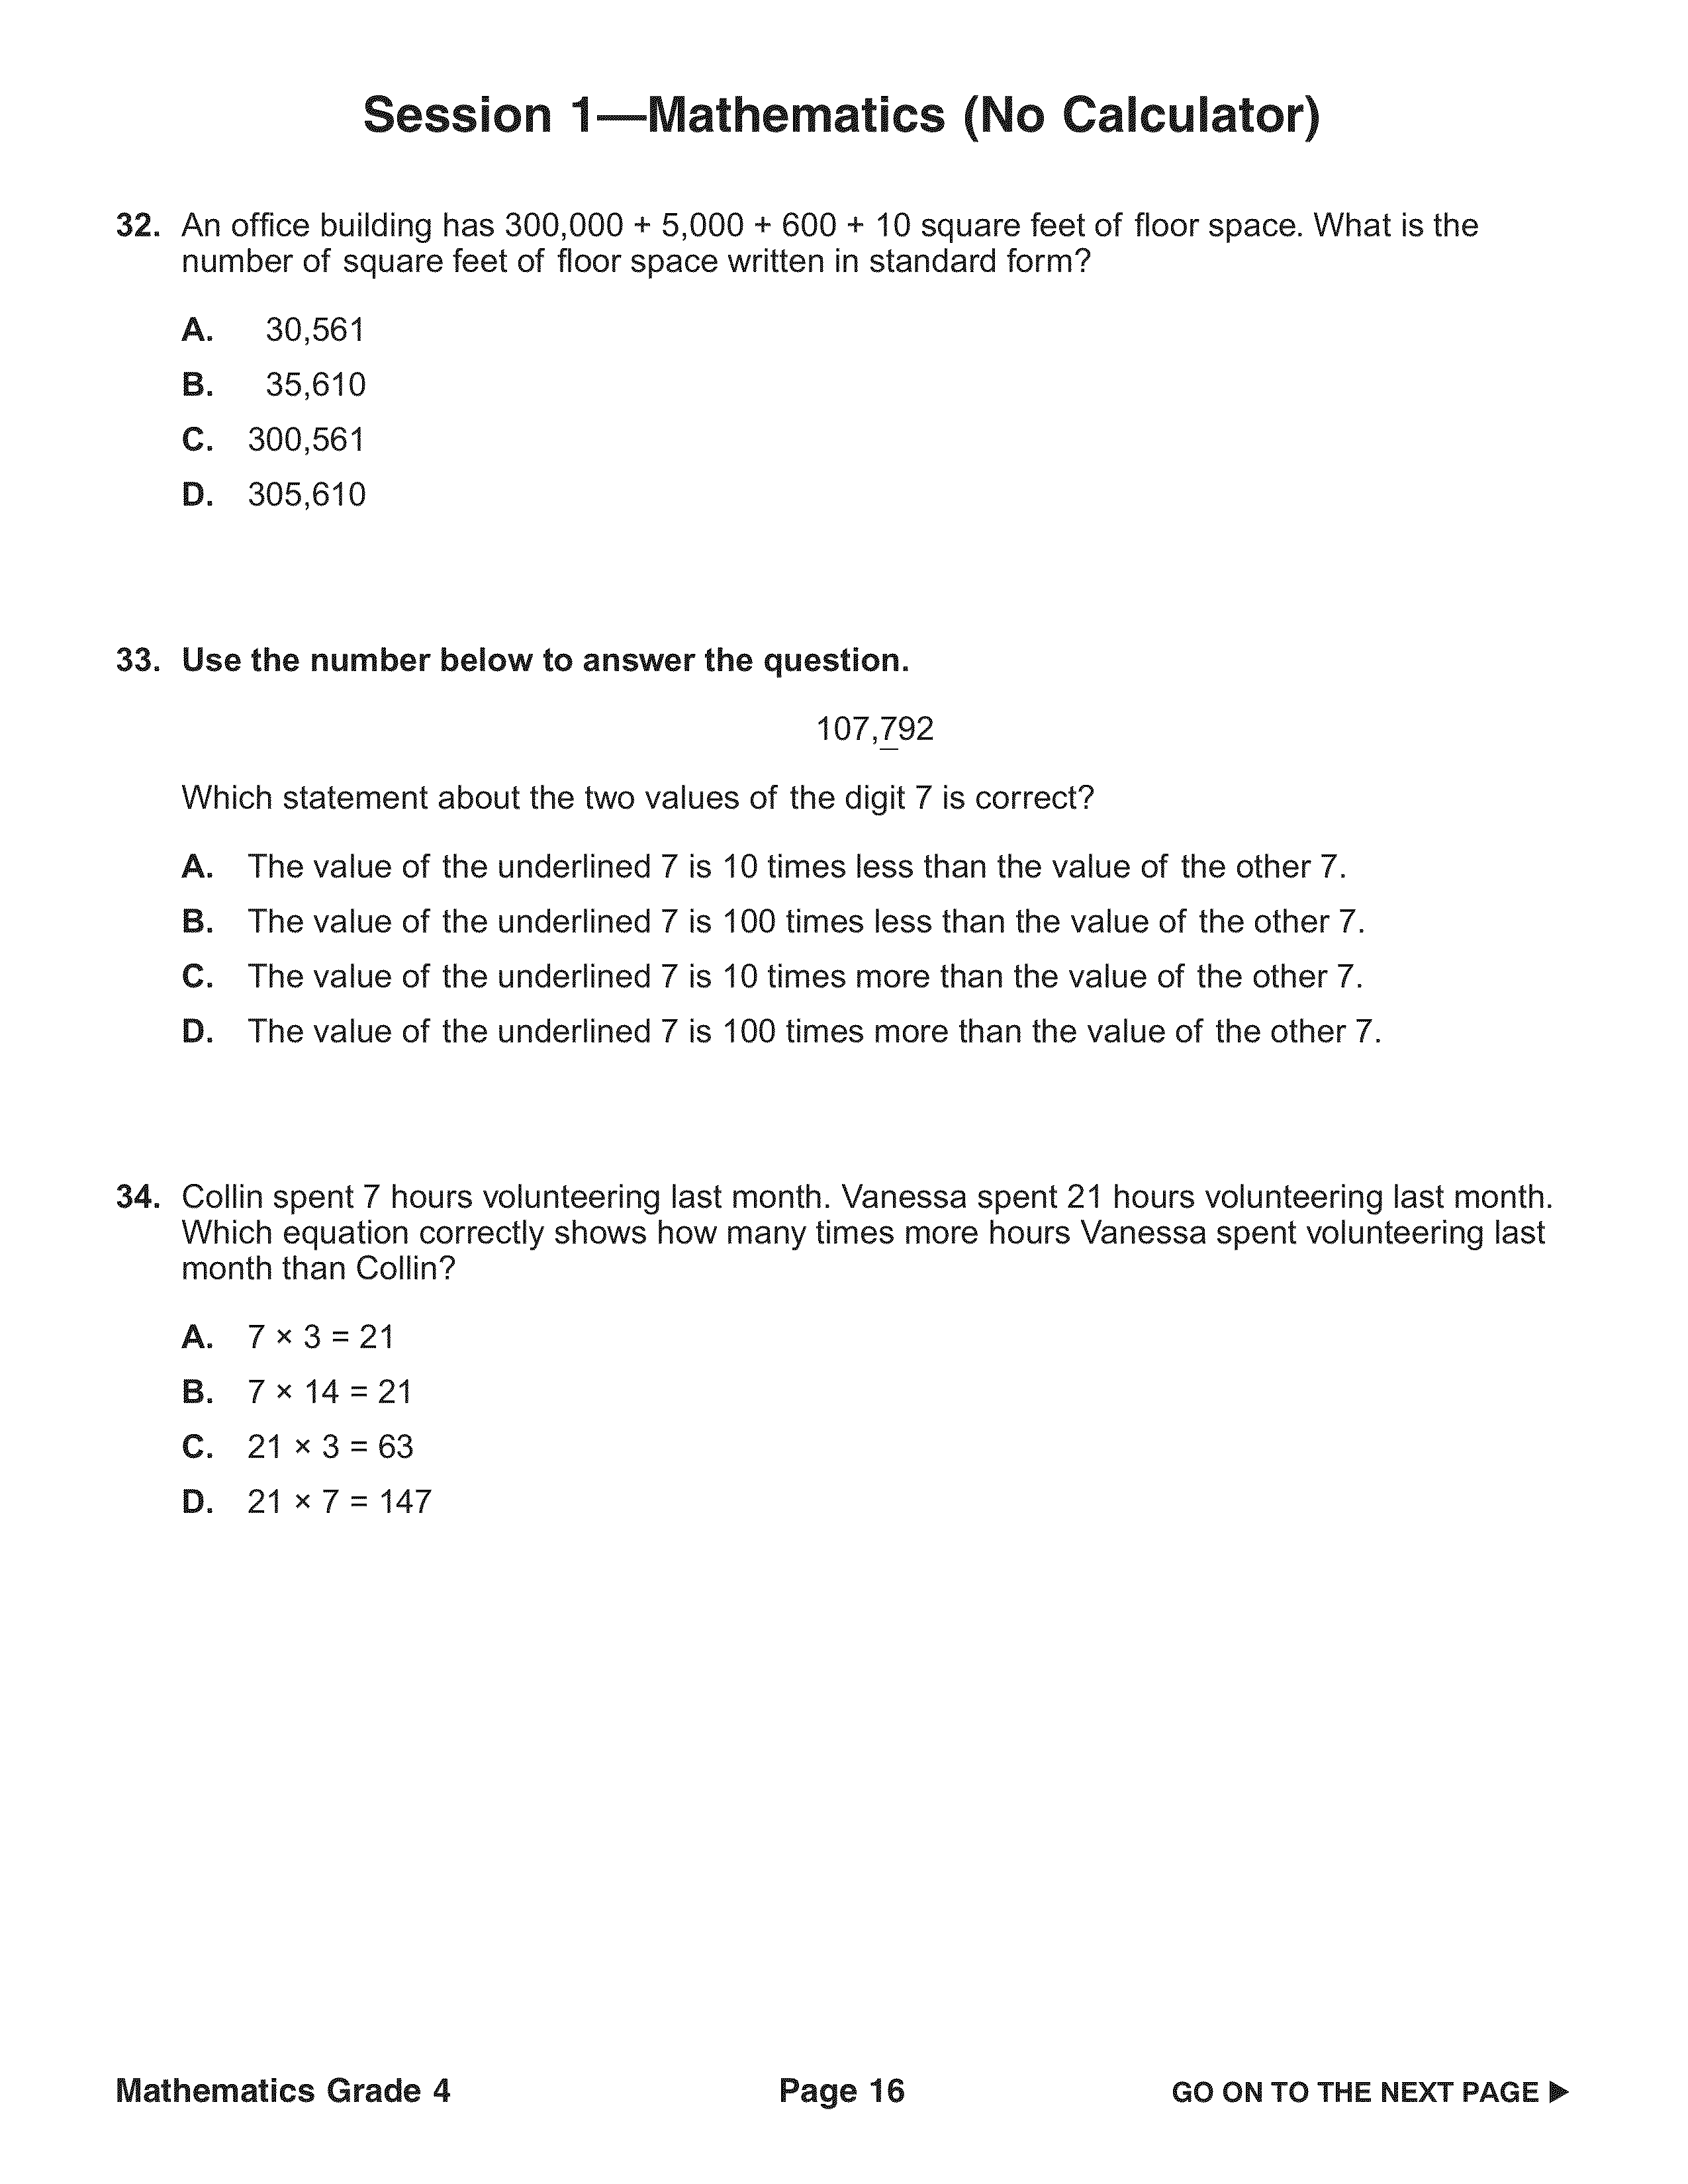 Session 1—Mathematics (No Calculator)
32. An office building has 300,000 + 5,000 + 600 + 10 square feet of floor space. What is the
number of square feet of floor space written in standard form?
A. 30,561
B. 35,610
C. 300,561
D. 305,610
33. Use the number below to answer the question.
107,792
Which statement about the two values of the digit 7 is correct?
A. The value of the underlined 7 is 10 times less than the value of the other 7.
B. The value of the underlined 7 is 100 times less than the value of the other 7.
C. The value of the underlined 7 is 10 times more than the value of the other 7.
D. The value of the underlined 7 is 100 times more than the value of the other 7.
34. Collin spent 7 hours volunteering last month. Vanessa spent 21 hours volunteering last month.
Which equation correctly shows how many times more hours Vanessa spent volunteering last
month than Collin?
A. 7 × 3 = 21
B. 7 × 14 = 21
C. 21 × 3 = 63
D. 21 × 7 = 147
Mathematics Grade 4 Page 16 GO ON TO THE NEXT PAGE ►